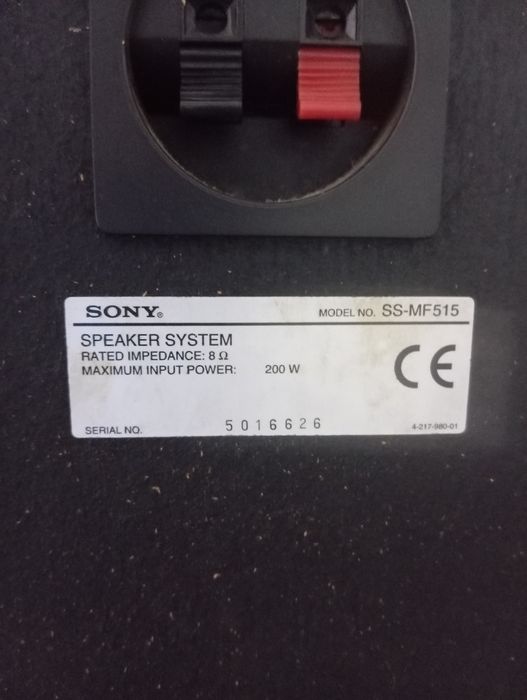 SONY® MODEL NO. SS-MF515
SPEAKER SYSTEM
RATED IMPEDANCE: 8 Ω
MAXIMUM INPUT POWER: 200 W
CE
SERIAL NO. 5016626 4-217-980-01